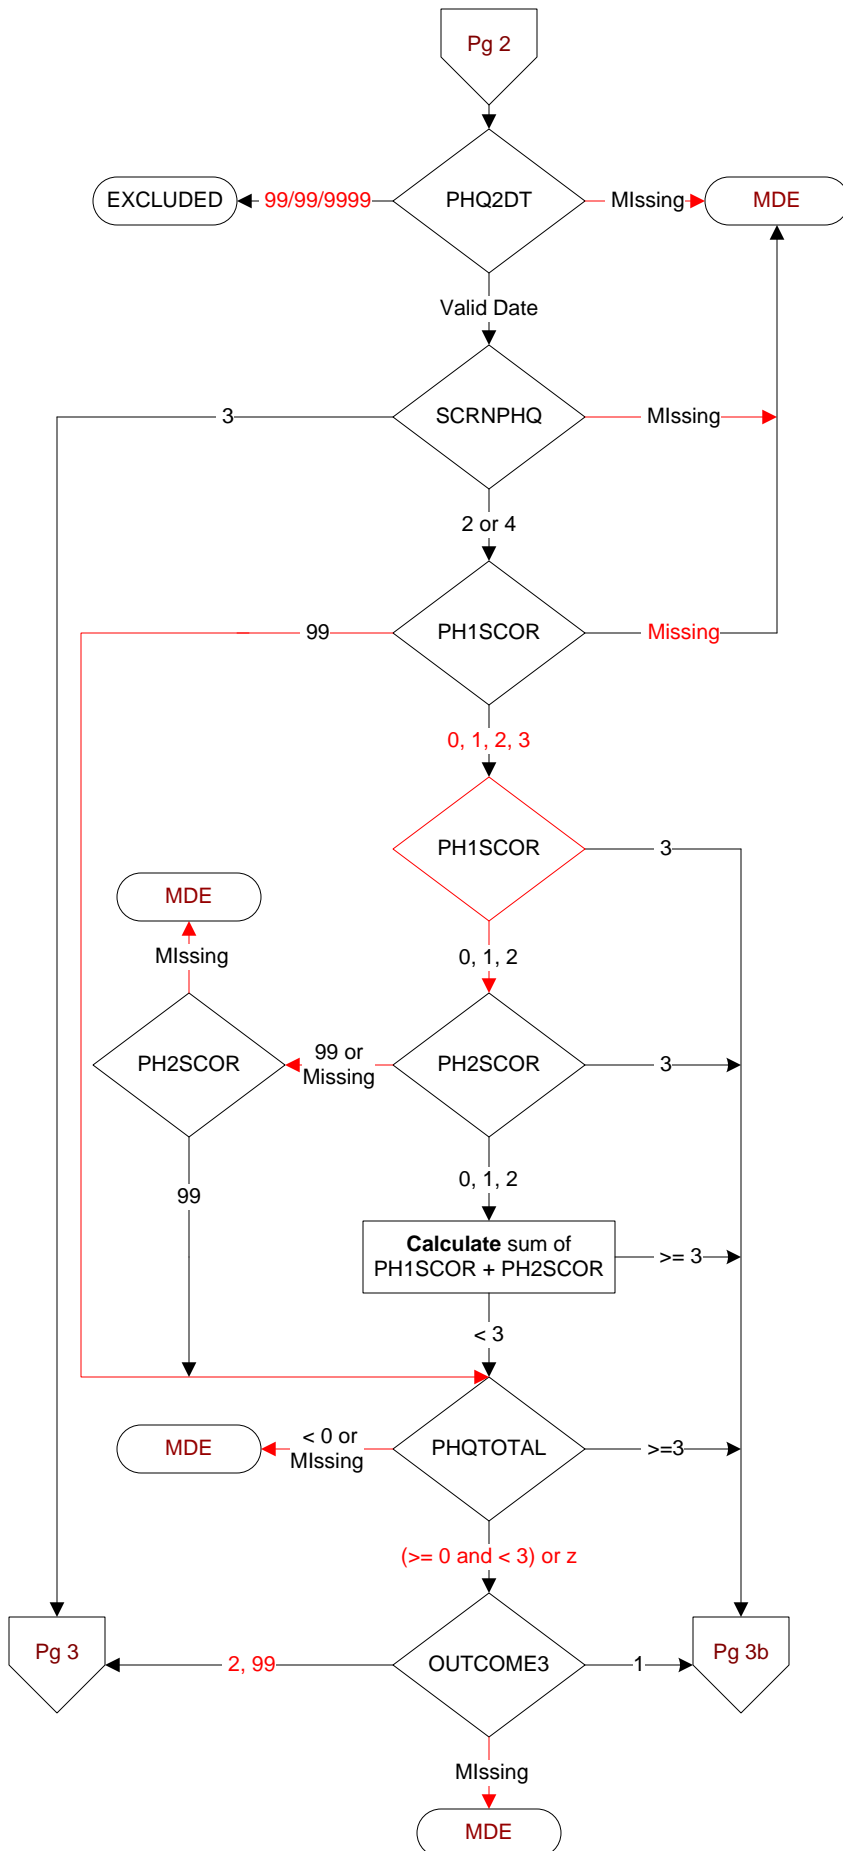 Pg 2
EXCLUDED
99/99/9999
PHQ2DT
MIssing
MDE
Valid Date
3
SCRNPHQ
MIssing
2 or 4
99
PH1SCOR
Missing
0, 1, 2, 3
PH1SCOR
3
MDE
MIssing
0, 1, 2
PH2SCOR
99 or
Missing
PH2SCOR
3
99
0, 1, 2
Calculate sum of
PH1SCOR + PH2SCOR
>= 3
< 3
MDE
< 0 or
MIssing
PHQTOTAL
>=3
(>= 0 and < 3) or z
Pg 3
2, 99
OUTCOME3
1
Pg 3b
MIssing
MDE